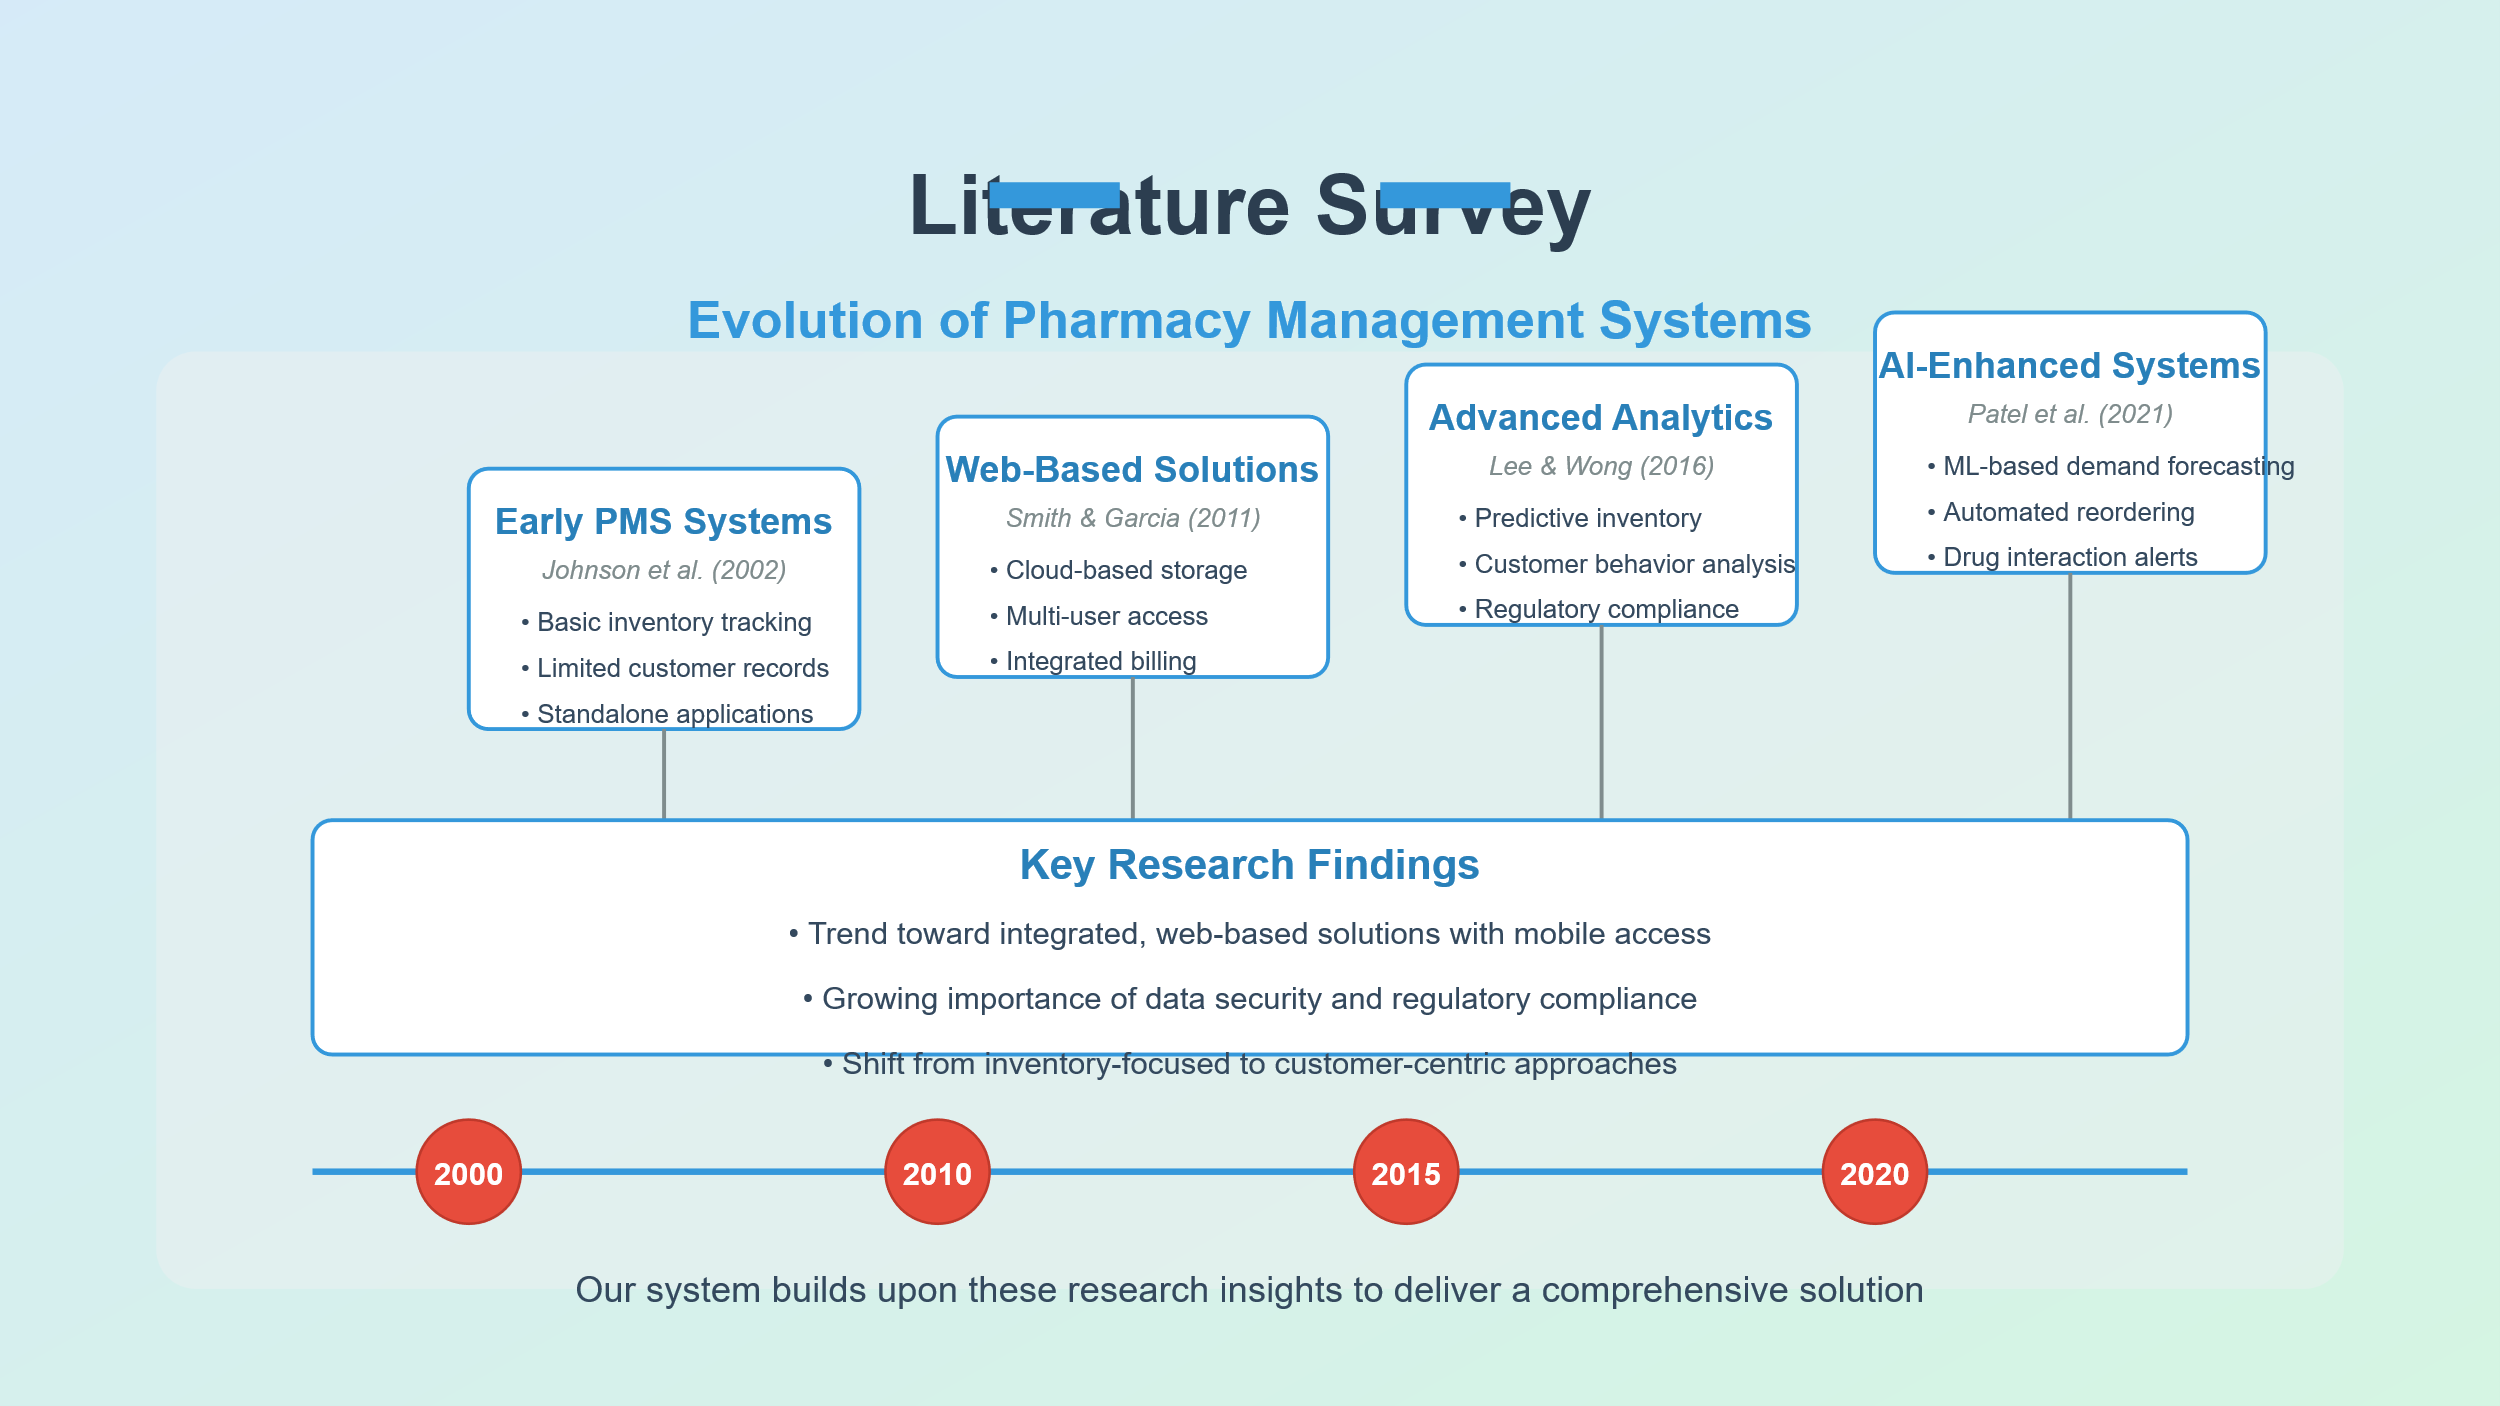 Literature Survey
Evolution of Pharmacy Management Systems
Early PMS Systems
Johnson et al. (2002)
• Basic inventory tracking
• Limited customer records
• Standalone applications
Web-Based Solutions
Smith & Garcia (2011)
• Cloud-based storage
• Multi-user access
• Integrated billing
Advanced Analytics
Lee & Wong (2016)
• Predictive inventory
• Customer behavior analysis
• Regulatory compliance
AI-Enhanced Systems
Patel et al. (2021)
• ML-based demand forecasting
• Automated reordering
• Drug interaction alerts
Key Research Findings
• Trend toward integrated, web-based solutions with mobile access
• Growing importance of data security and regulatory compliance
• Shift from inventory-focused to customer-centric approaches
2000
2010
2015
2020
Our system builds upon these research insights to deliver a comprehensive solution